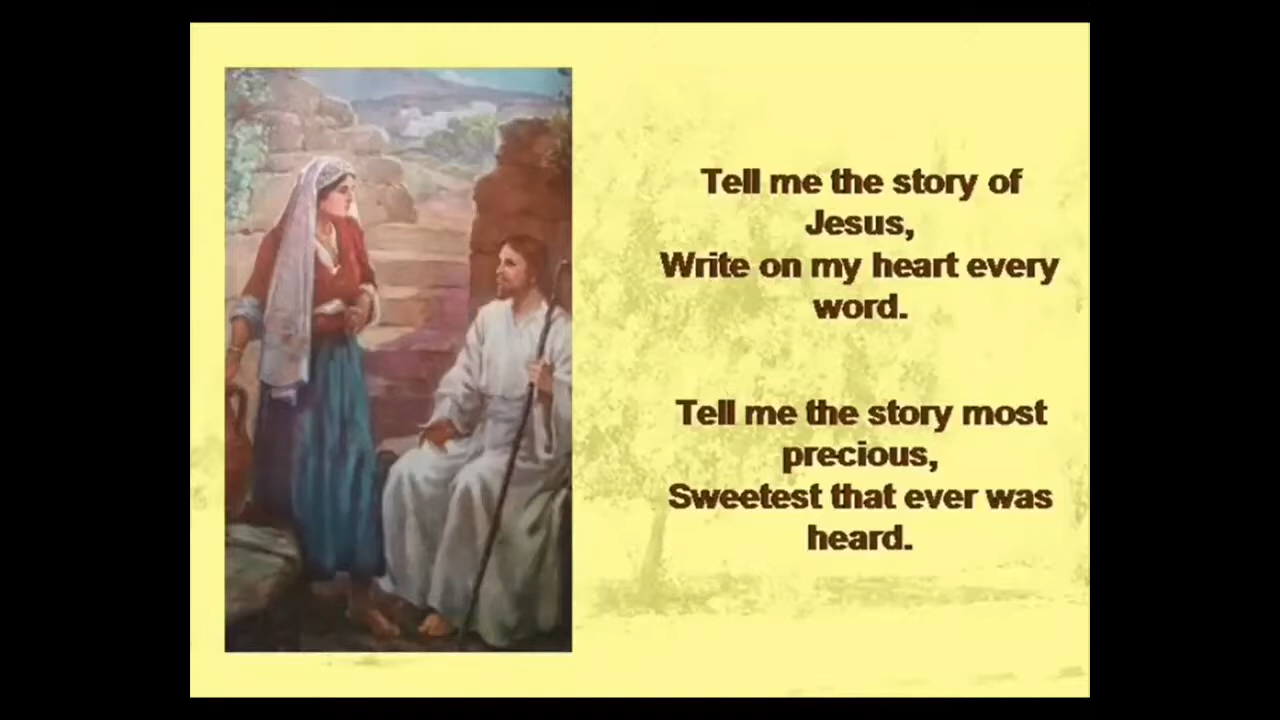 Tell me the story of
Jesus,
Write on my heart every
word.
Tell me the story most
precious,
Sweetest that ever was
heard.